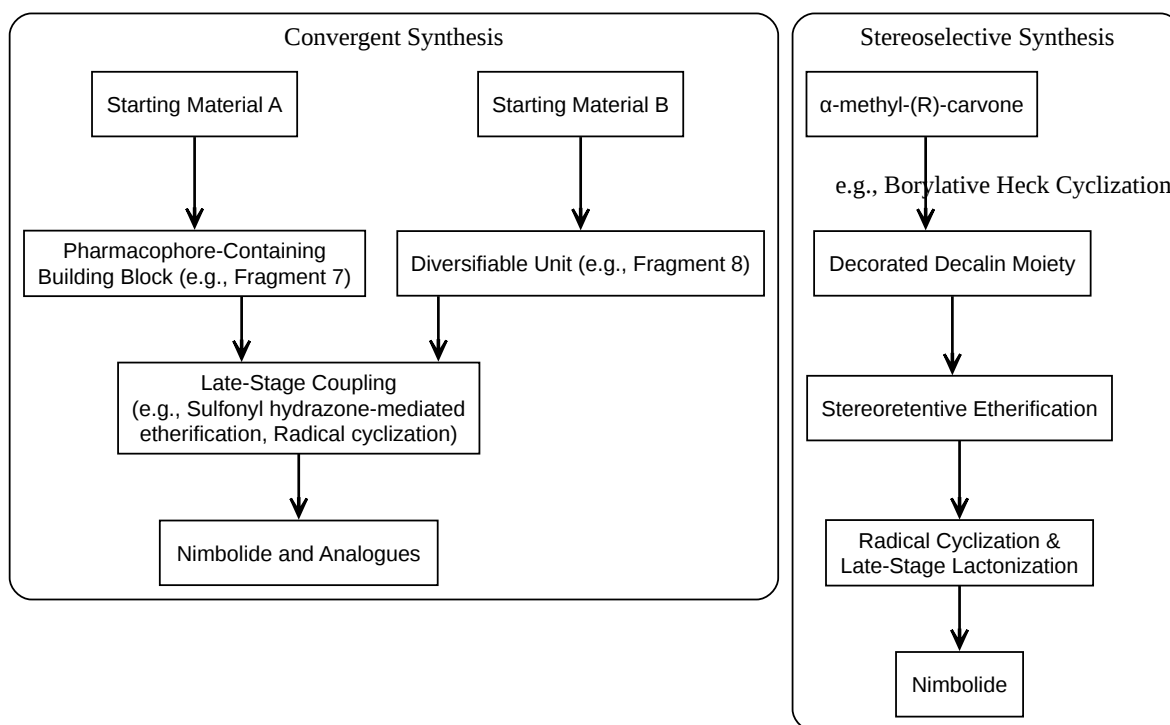 Convergent Synthesis
Starting Material A
Starting Material B
Pharmacophore-Containing
Building Block (e.g., Fragment 7)
Diversifiable Unit (e.g., Fragment 8)
Late-Stage Coupling
(e.g., Sulfonyl hydrazone-mediated
etherification, Radical cyclization)
Nimbolide and Analogues
Stereoselective Synthesis
α-methyl-(R)-carvone
e.g., Borylative Heck Cyclization
Decorated Decalin Moiety
Stereoretentive Etherification
Radical Cyclization &
Late-Stage Lactonization
Nimbolide